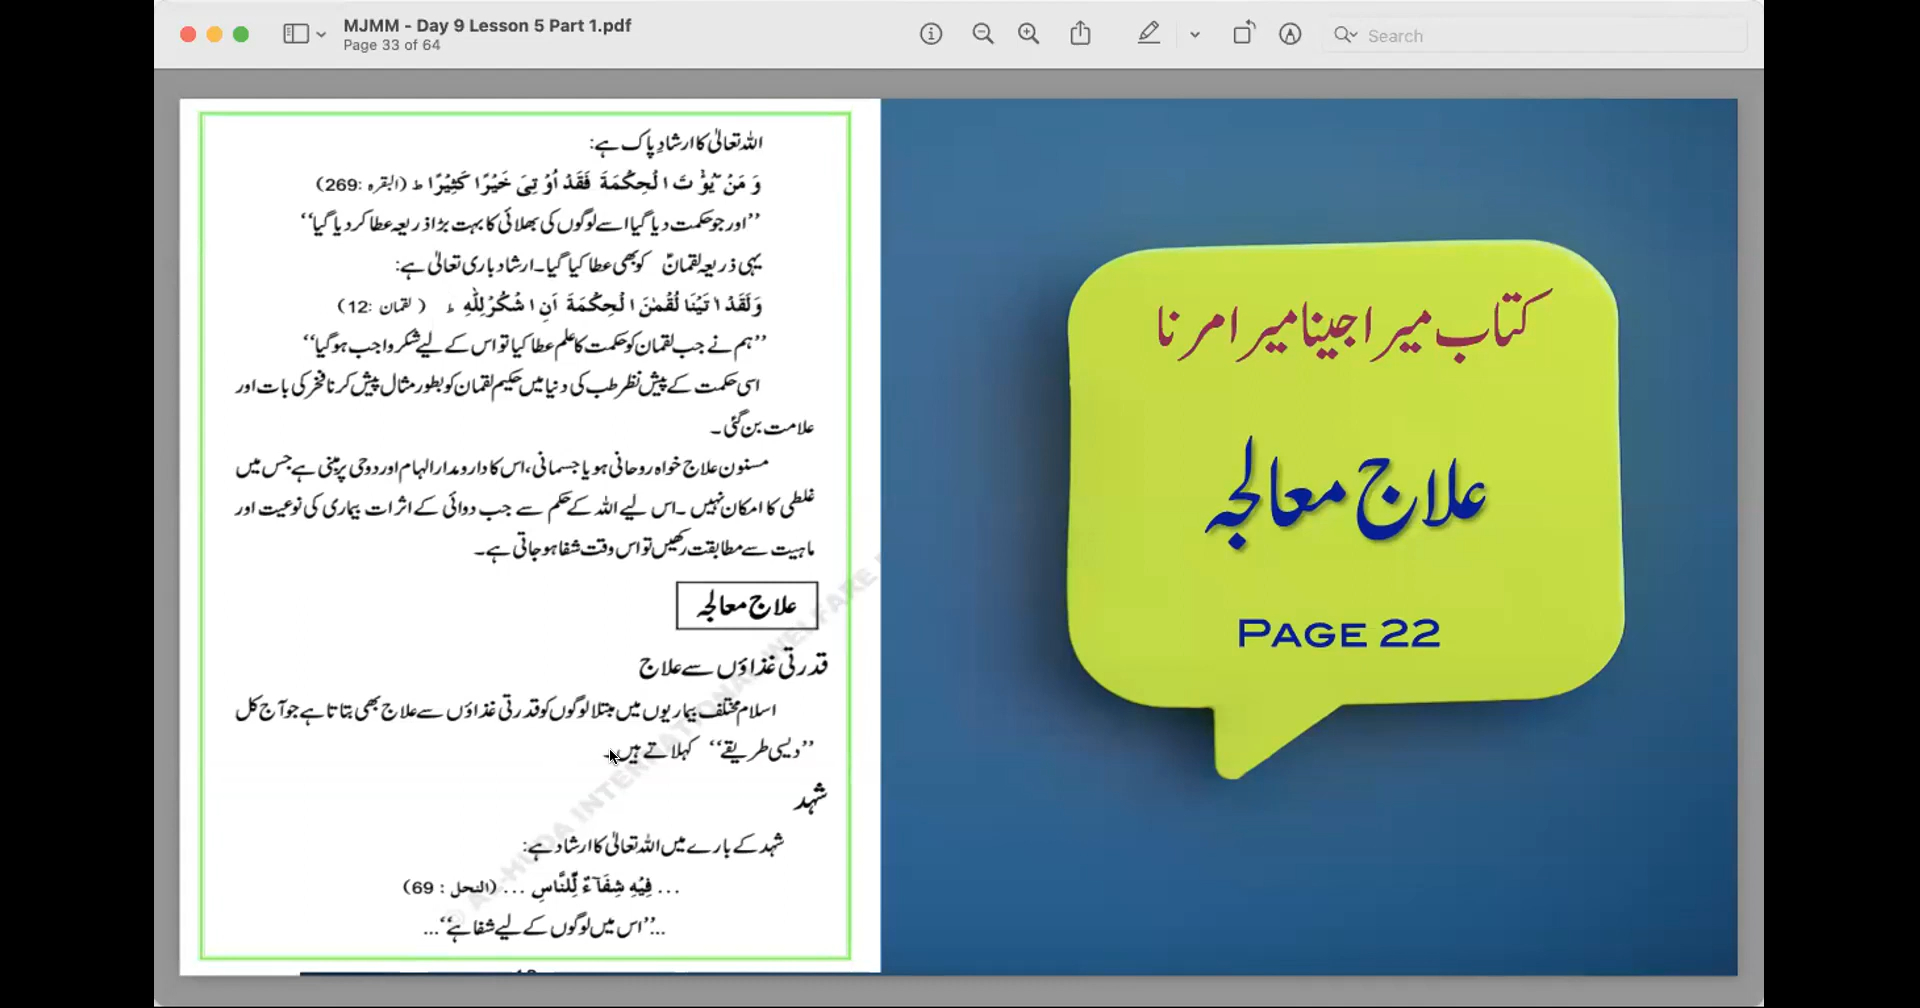 MJMM - Day 9 Lesson 5 Part 1.pdf
Page 33 of 64
Search
اللہ تعالیٰ کا ارشادِ پاک ہے:
وَ مَنْ یُّؤْتَ الْحِکْمَةَ فَقَدْ اُوْتِیَ خَیْرًا کَثِیْرًا ط (البقرہ :269)
’’اور جو حکمت دیا گیا اسے لوگوں کی بھلائی کا بہت بڑا ذریعہ عطا کر دیا گیا‘‘
یہی ذریعہ لقمانؑ کو بھی عطا کیا گیا۔ ارشاد باری تعالیٰ ہے:
وَلَقَدْ اٰتَیْنَا لُقْمٰنَ الْحِکْمَةَ اَنِ اشْکُرْ لِلّٰهِ ط ( لقمان :12)
’’ہم نے جب لقمان کو حکمت کا علم عطا کیا تو اس کے لیے شکر واجب ہو گیا‘‘
اسی حکمت کے پیش نظر طب کی دنیا میں حکیم لقمان کو بطور مثال پیش کرنا فخر کی بات اور
علامت بن گئی ۔
مسنون علاج خواہ روحانی ہو یا جسمانی، اس کا دارومدار الہام اور وحی پر مبنی ہے جس میں
غلطی کا امکان نہیں ۔ اس لیے اللہ کے حکم سے جب دوائی کے اثرات بیماری کی نوعیت اور
ماہیت سے مطابقت رکھیں تو اس وقت شفا ہو جاتی ہے۔
علاج معالجہ
قدرتی غذاؤں سے علاج
اسلام مختلف بیماریوں میں مبتلا لوگوں کو قدرتی غذاؤں سے علاج بھی بتاتا ہے جو آج کل
’’دیسی طریقے‘‘ کہلاتے ہیں۔
شہد
شہد کے بارے میں اللہ تعالیٰ کا ارشاد ہے:
... فِیْهِ شِفَآءٌ لِّلنَّاسِ ... (النحل : 69)
...’’اس میں لوگوں کے لیے شفا ہے‘‘...
INTERNATIONAL WELFARE
کتاب میرا جینا میرا مرنا
علاج معالجہ
PAGE 22